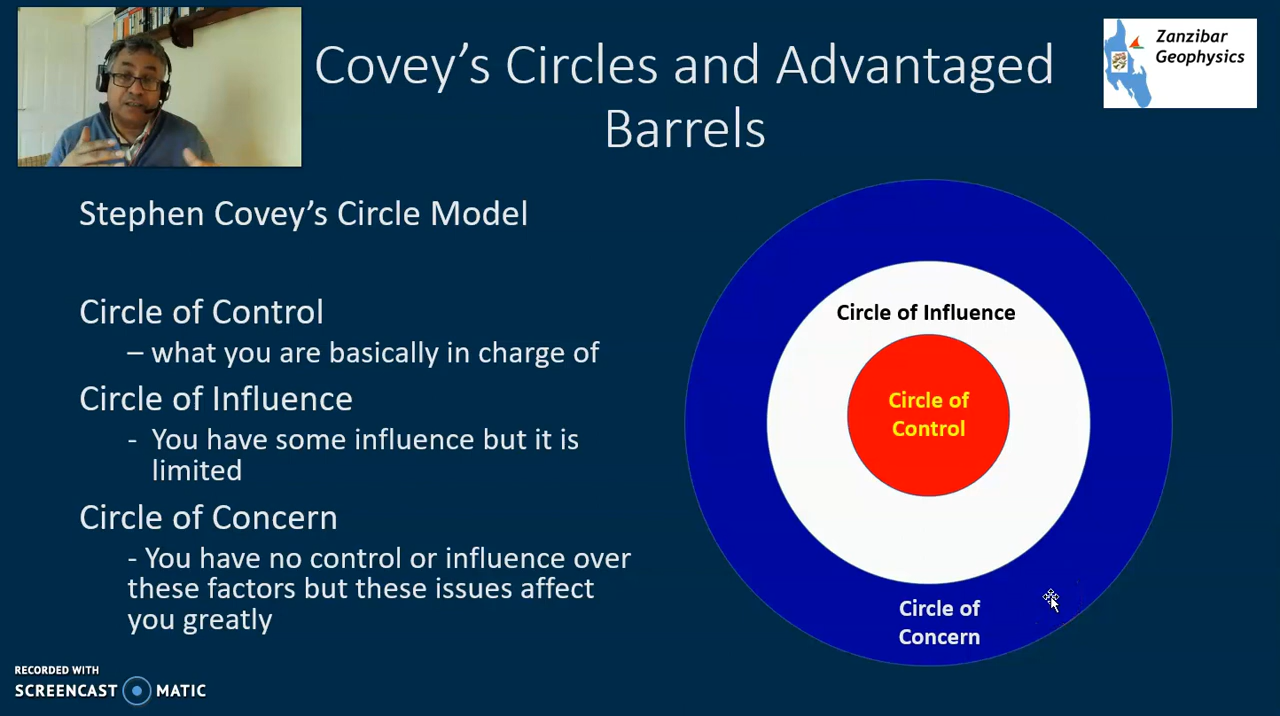 Covey's Circles and Advantaged
Barrels
Zanzibar
Geophysics
Stephen Covey's Circle Model
Circle of Control
– what you are basically in charge of
Circle of Influence
- You have some influence but it is
limited
Circle of Concern
- You have no control or influence over
these factors but these issues affect
you greatly
Circle of Influence
Circle of
Control
Circle of
Concern
RECORDED WITH
SCREENCAST MATIC